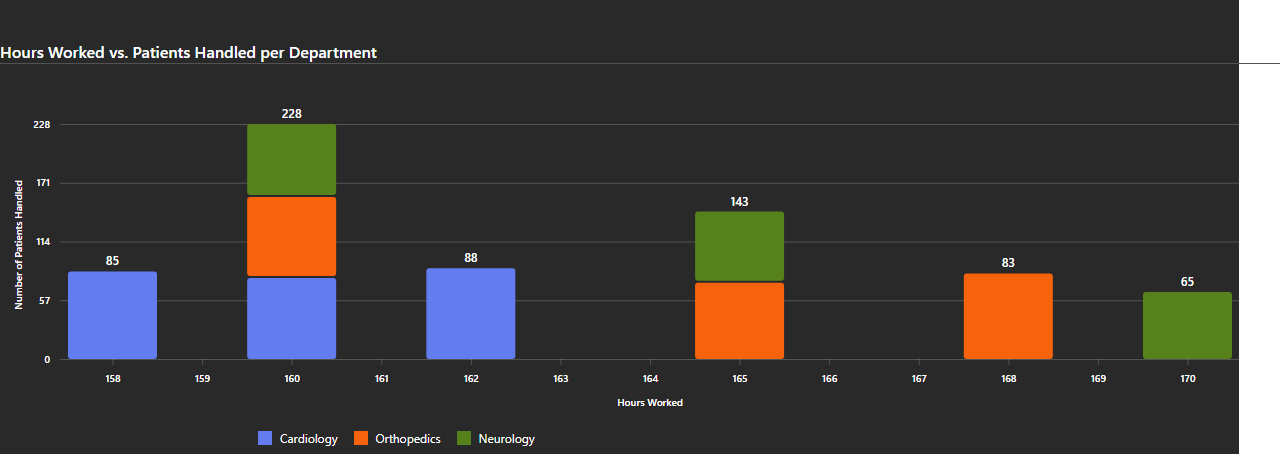 Hours Worked vs. Patients Handled per Department
228
228
171
143
114
85
88
83
65
57
0
Number of Patients Handled
158 159 160 161 162 163 164 165 166 167 168 169 170
Hours Worked
Cardiology Orthopedics Neurology